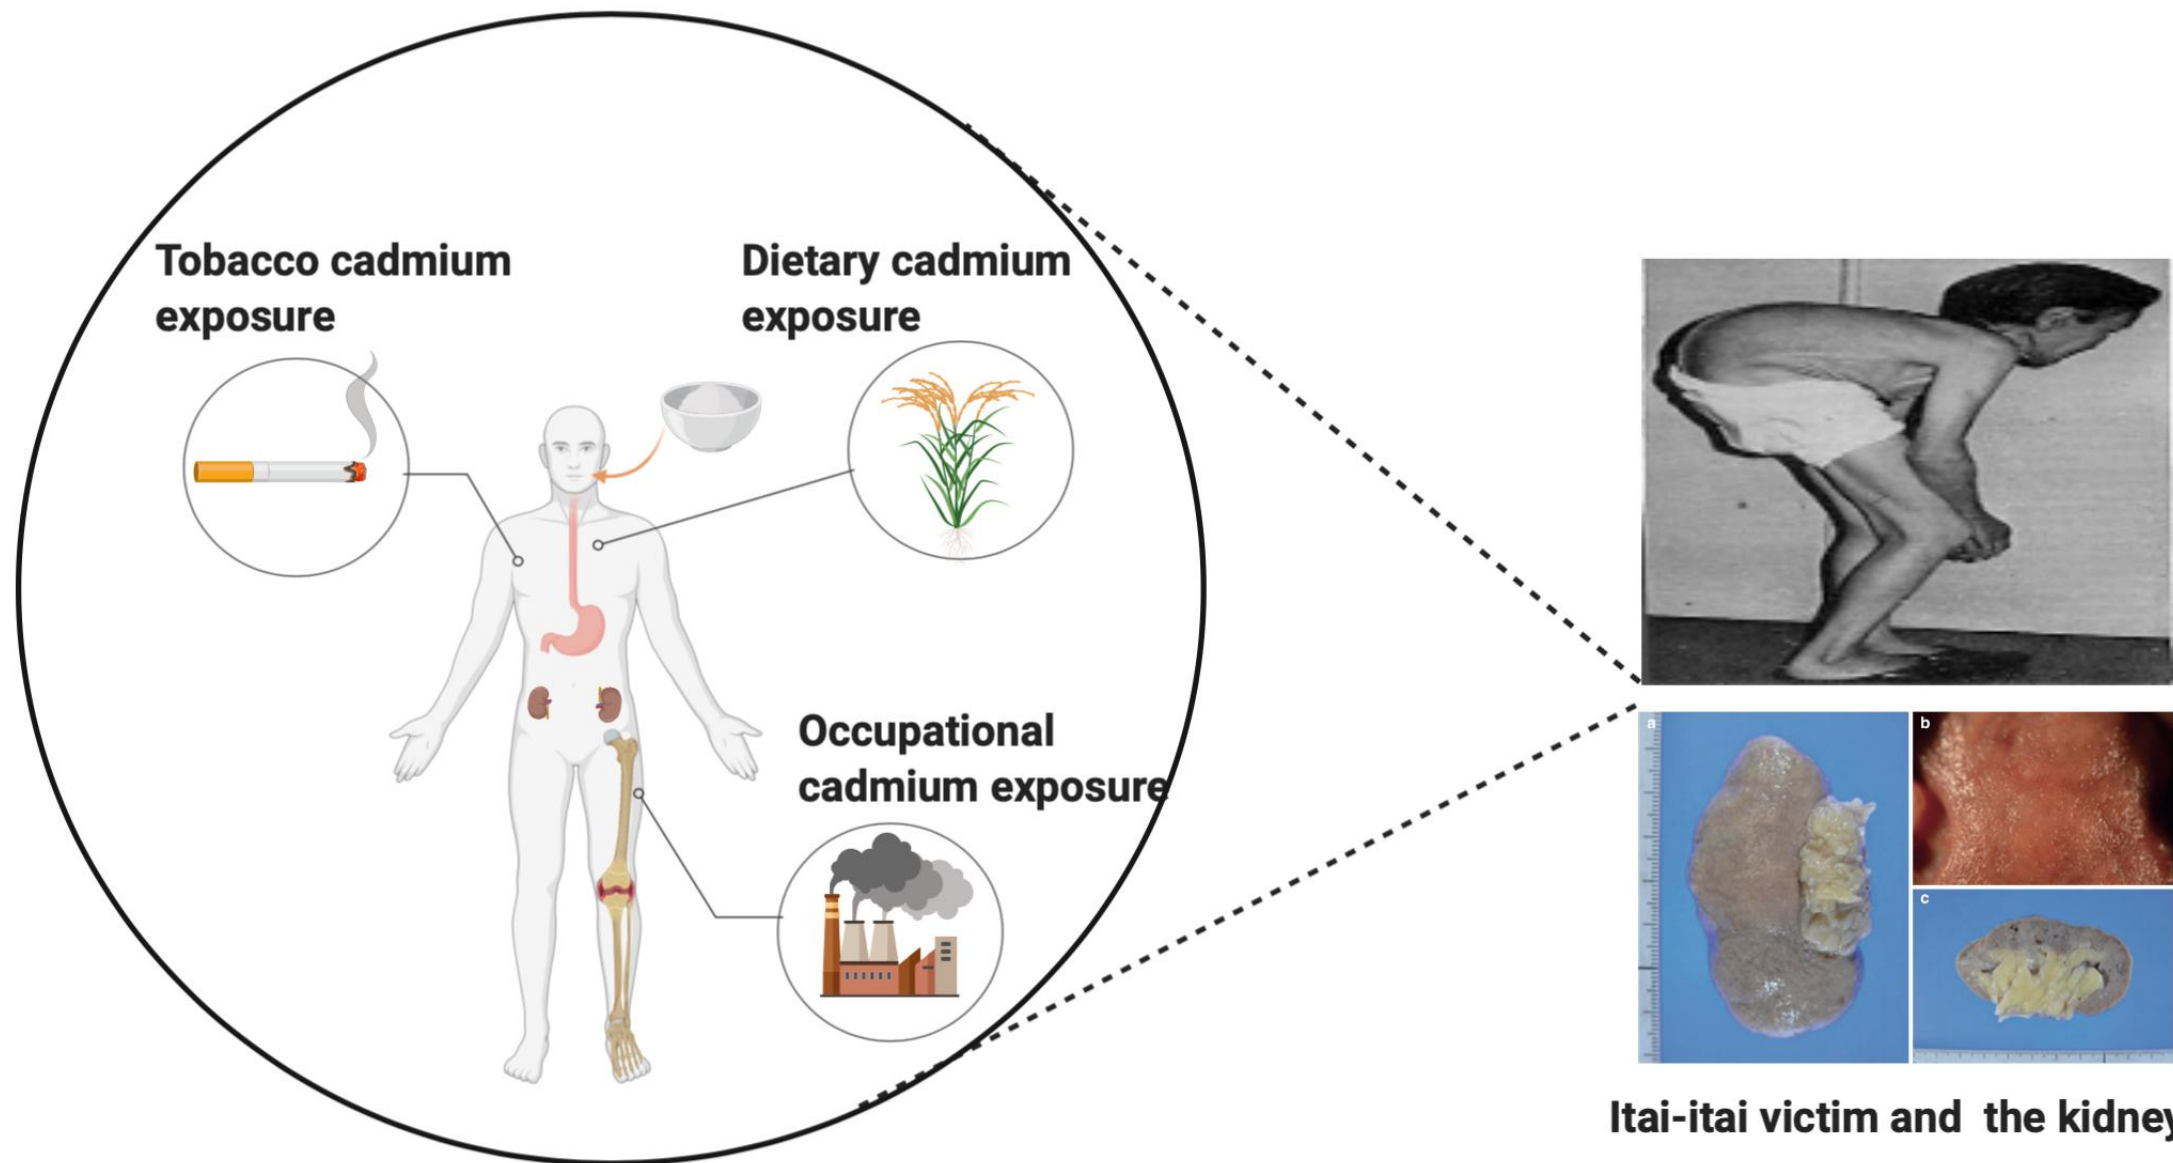 Tobacco cadmium
exposure
Dietary cadmium
exposure
Occupational
cadmium exposure
a
b
c
Itai-itai victim and  the kidney